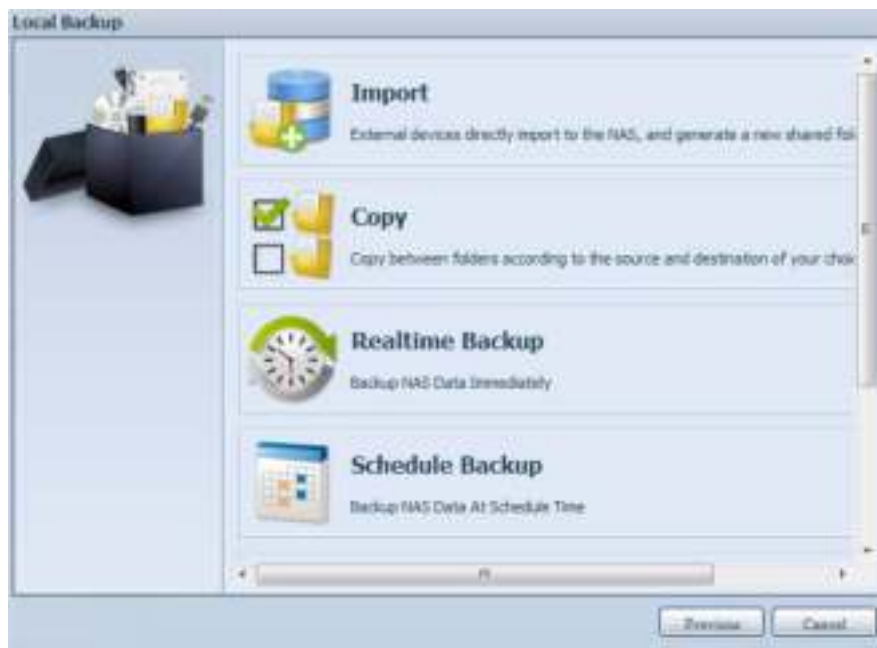 Local Backup
Import
External devices directly import to the NAS, and generate a new shared fol
Copy
Copy between folders according to the source and destination of your choi
Realtime Backup
Backup NAS Data Immediately
Schedule Backup
Backup NAS Data At Schedule Time
Previous
Cancel